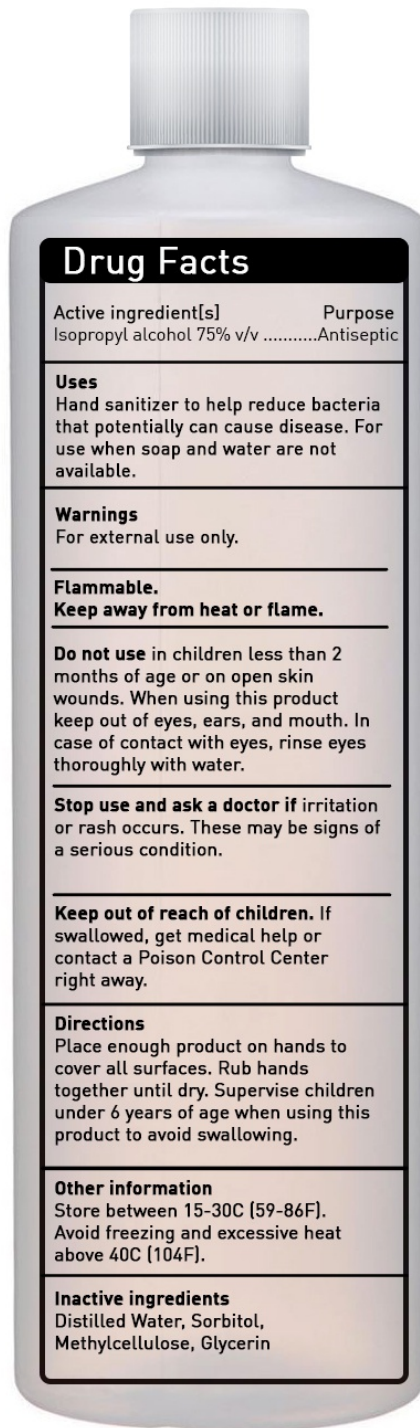 Drug Facts
Active ingredient[s] Purpose
Isopropyl alcohol 75% v/v ...........Antiseptic
Uses
Hand sanitizer to help reduce bacteria
that potentially can cause disease. For
use when soap and water are not
available.
Warnings
For external use only.
Flammable.
Keep away from heat or flame.
Do not use in children less than 2
months of age or on open skin
wounds. When using this product
keep out of eyes, ears, and mouth. In
case of contact with eyes, rinse eyes
thoroughly with water.
Stop use and ask a doctor if irritation
or rash occurs. These may be signs of
a serious condition.
Keep out of reach of children. If
swallowed, get medical help or
contact a Poison Control Center
right away.
Directions
Place enough product on hands to
cover all surfaces. Rub hands
together until dry. Supervise children
under 6 years of age when using this
product to avoid swallowing.
Other information
Store between 15-30C (59-86F).
Avoid freezing and excessive heat
above 40C (104F).
Inactive ingredients
Distilled Water, Sorbitol,
Methylcellulose, Glycerin